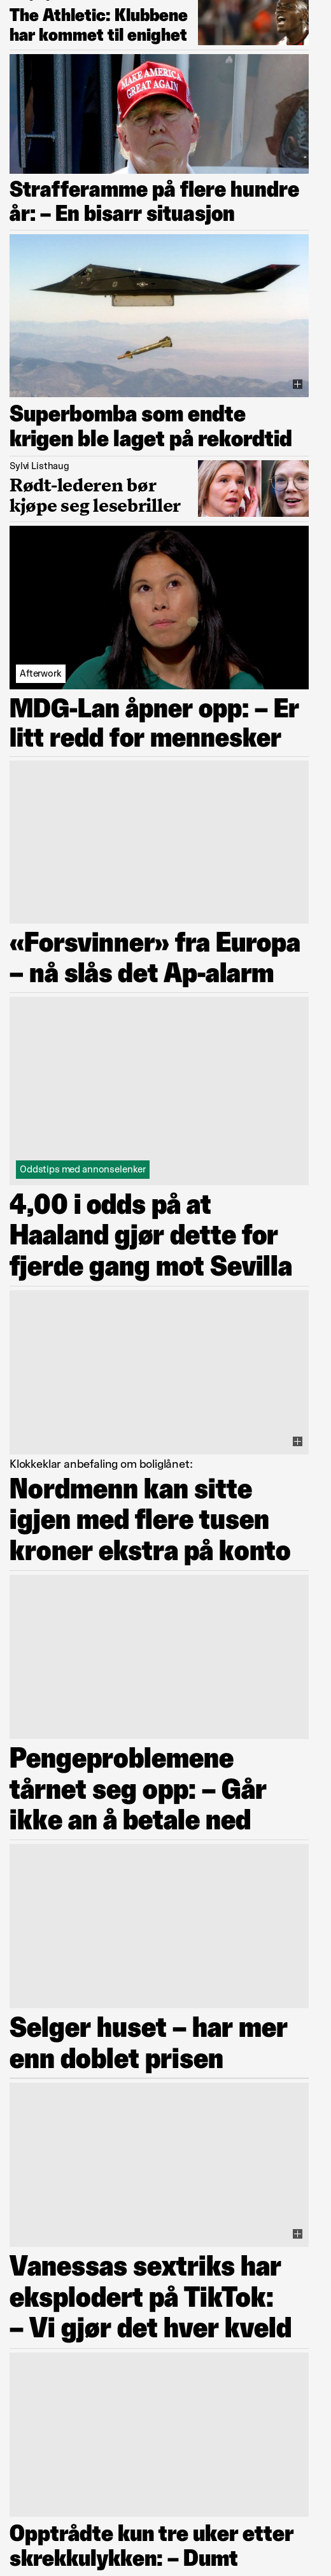 The Athletic: Klubbene
har kommet til enighet
MAKE AMERICA
GREAT AGAIN
Strafferamme på flere hundre
år: – En bisarr situasjon
Superbomba som endte
krigen ble laget på rekordtid
Sylvi Listhaug
Rødt-lederen bør
kjøpe seg lesebriller
Afterwork
MDG-Lan åpner opp: – Er
litt redd for mennesker
«Forsvinner» fra Europa
– nå slås det Ap-alarm
Oddstips med annonselenker
4,00 i odds på at
Haaland gjør dette for
fjerde gang mot Sevilla
Klokkeklar anbefaling om boliglånet:
Nordmenn kan sitte
igjen med flere tusen
kroner ekstra på konto
Pengeproblemene
tårnet seg opp: – Går
ikke an å betale ned
Selger huset – har mer
enn doblet prisen
Vanessas sextriks har
eksplodert på TikTok:
– Vi gjør det hver kveld
Opptrådte kun tre uker etter
skrekkulykken: – Dumt